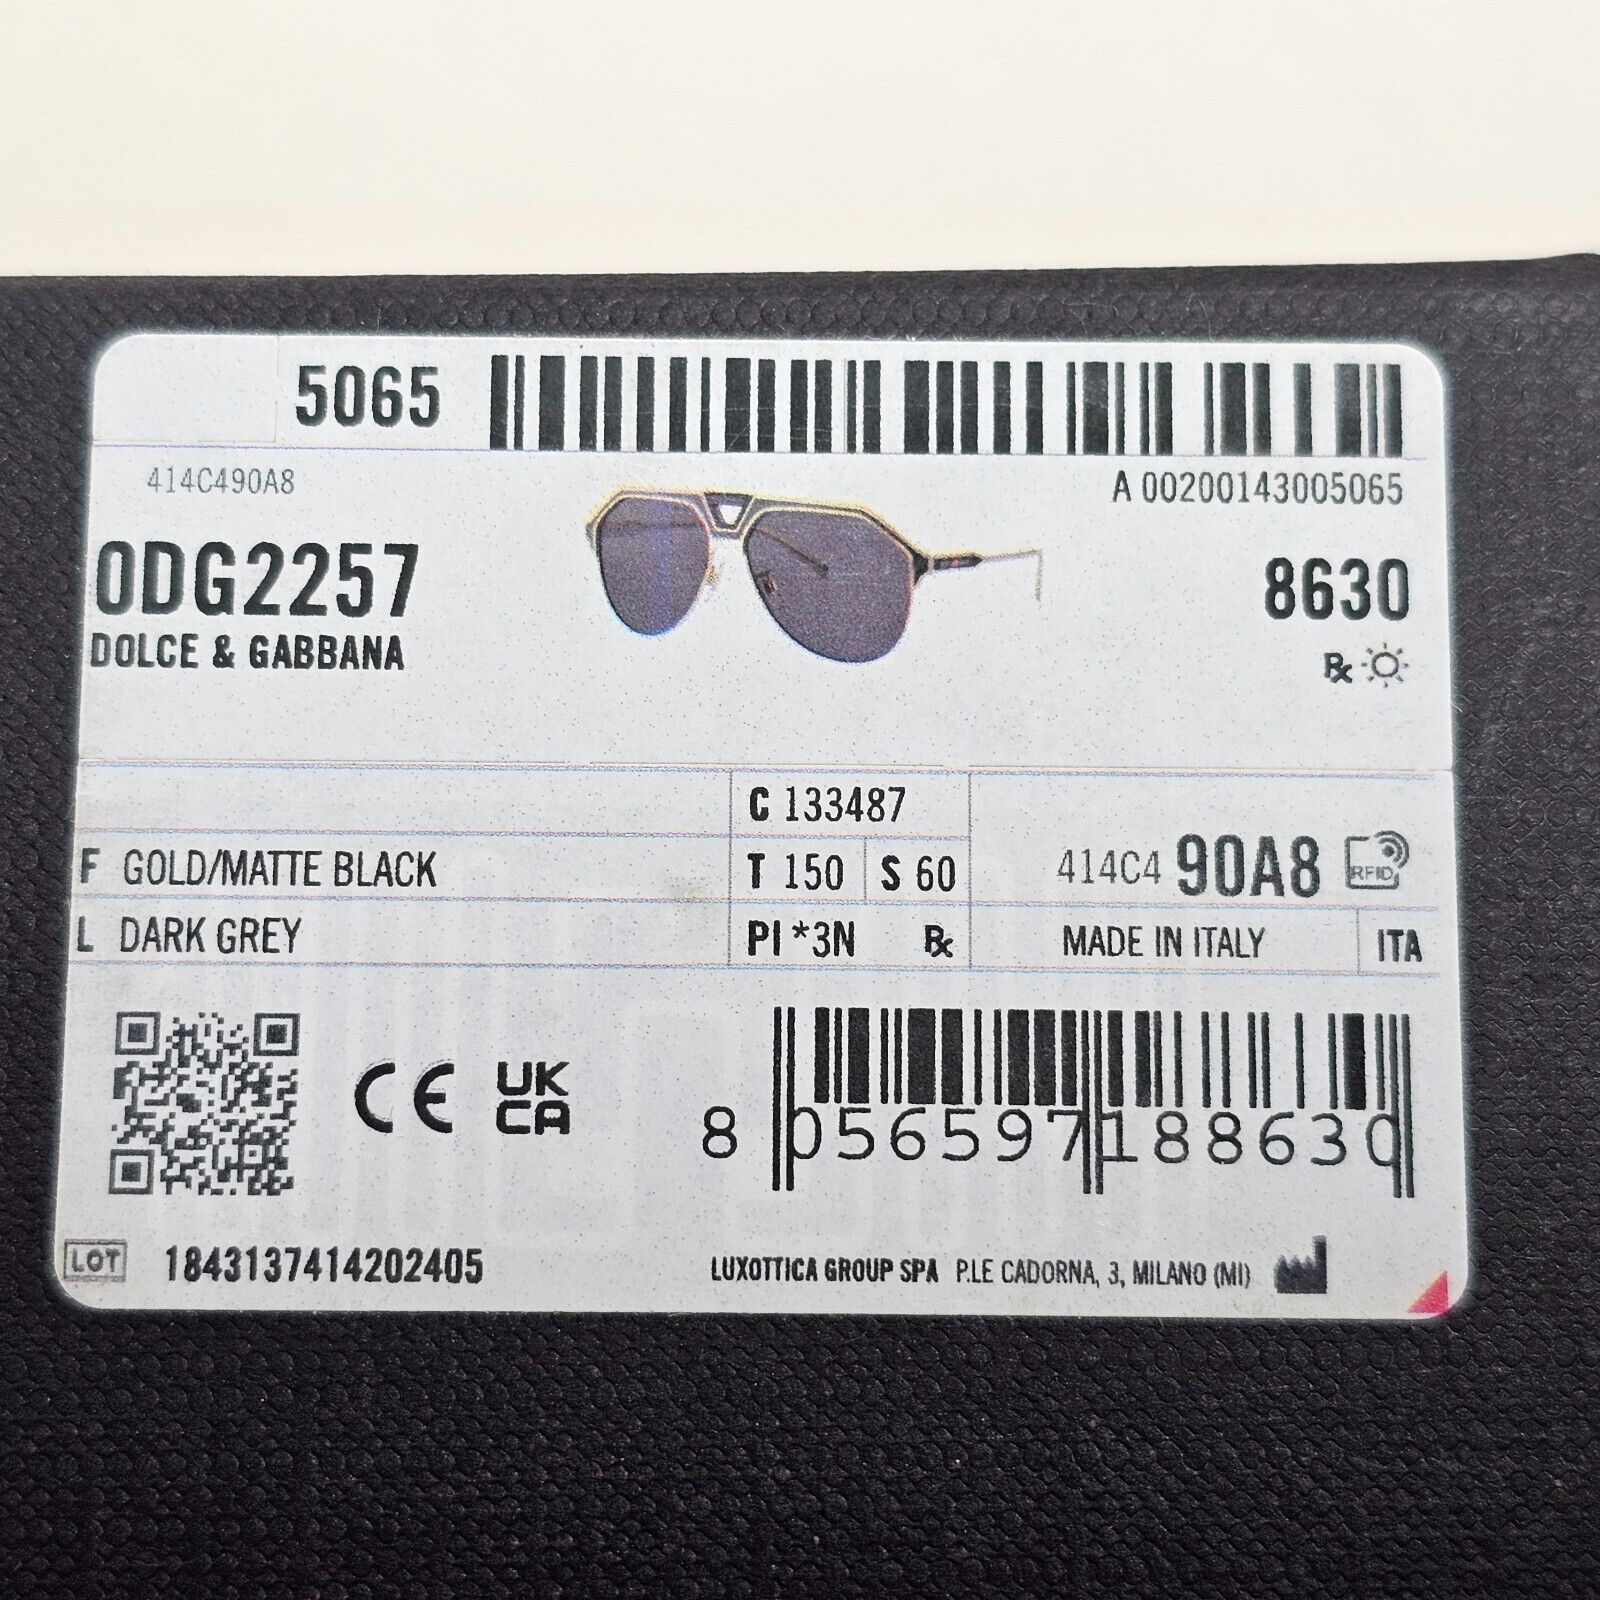 5065
A 00200143005065
414C490A8
0DG2257
8630
DOLCE & GABBANA
Rx
C 133487
F GOLD/MATTE BLACK
T 150 S 60
414C4 90A8 RFID
L DARK GREY
PI *3N Rx
MADE IN ITALY ITA
CE UK CA
8 056597 188630
LOT 1843137414202405
LUXOTTICA GROUP SPA P.LE CADORNA, 3, MILANO (MI)